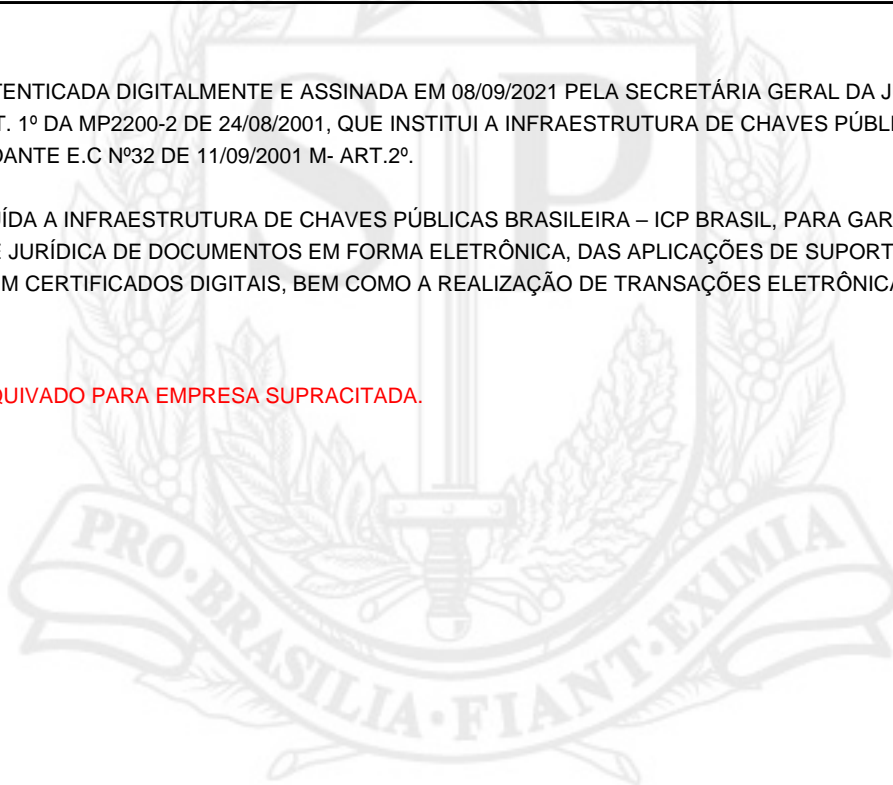 TENTICADA DIGITALMENTE E ASSINADA EM 08/09/2021 PELA SECRETÁRIA GERAL DA J
T. 1º DA MP2200-2 DE 24/08/2001, QUE INSTITUI A INFRAESTRUTURA DE CHAVES PÚBLI
DANTE E.C Nº32 DE 11/09/2001 M- ART.2º.
UÍDA A INFRAESTRUTURA DE CHAVES PÚBLICAS BRASILEIRA – ICP BRASIL, PARA GAR
E JURÍDICA DE DOCUMENTOS EM FORMA ELETRÔNICA, DAS APLICAÇÕES DE SUPORT
M CERTIFICADOS DIGITAIS, BEM COMO A REALIZAÇÃO DE TRANSAÇÕES ELETRÔNICA
QUIVADO PARA EMPRESA SUPRACITADA.
SP
PRO·BRASILIA·FIANT·EXIMIA